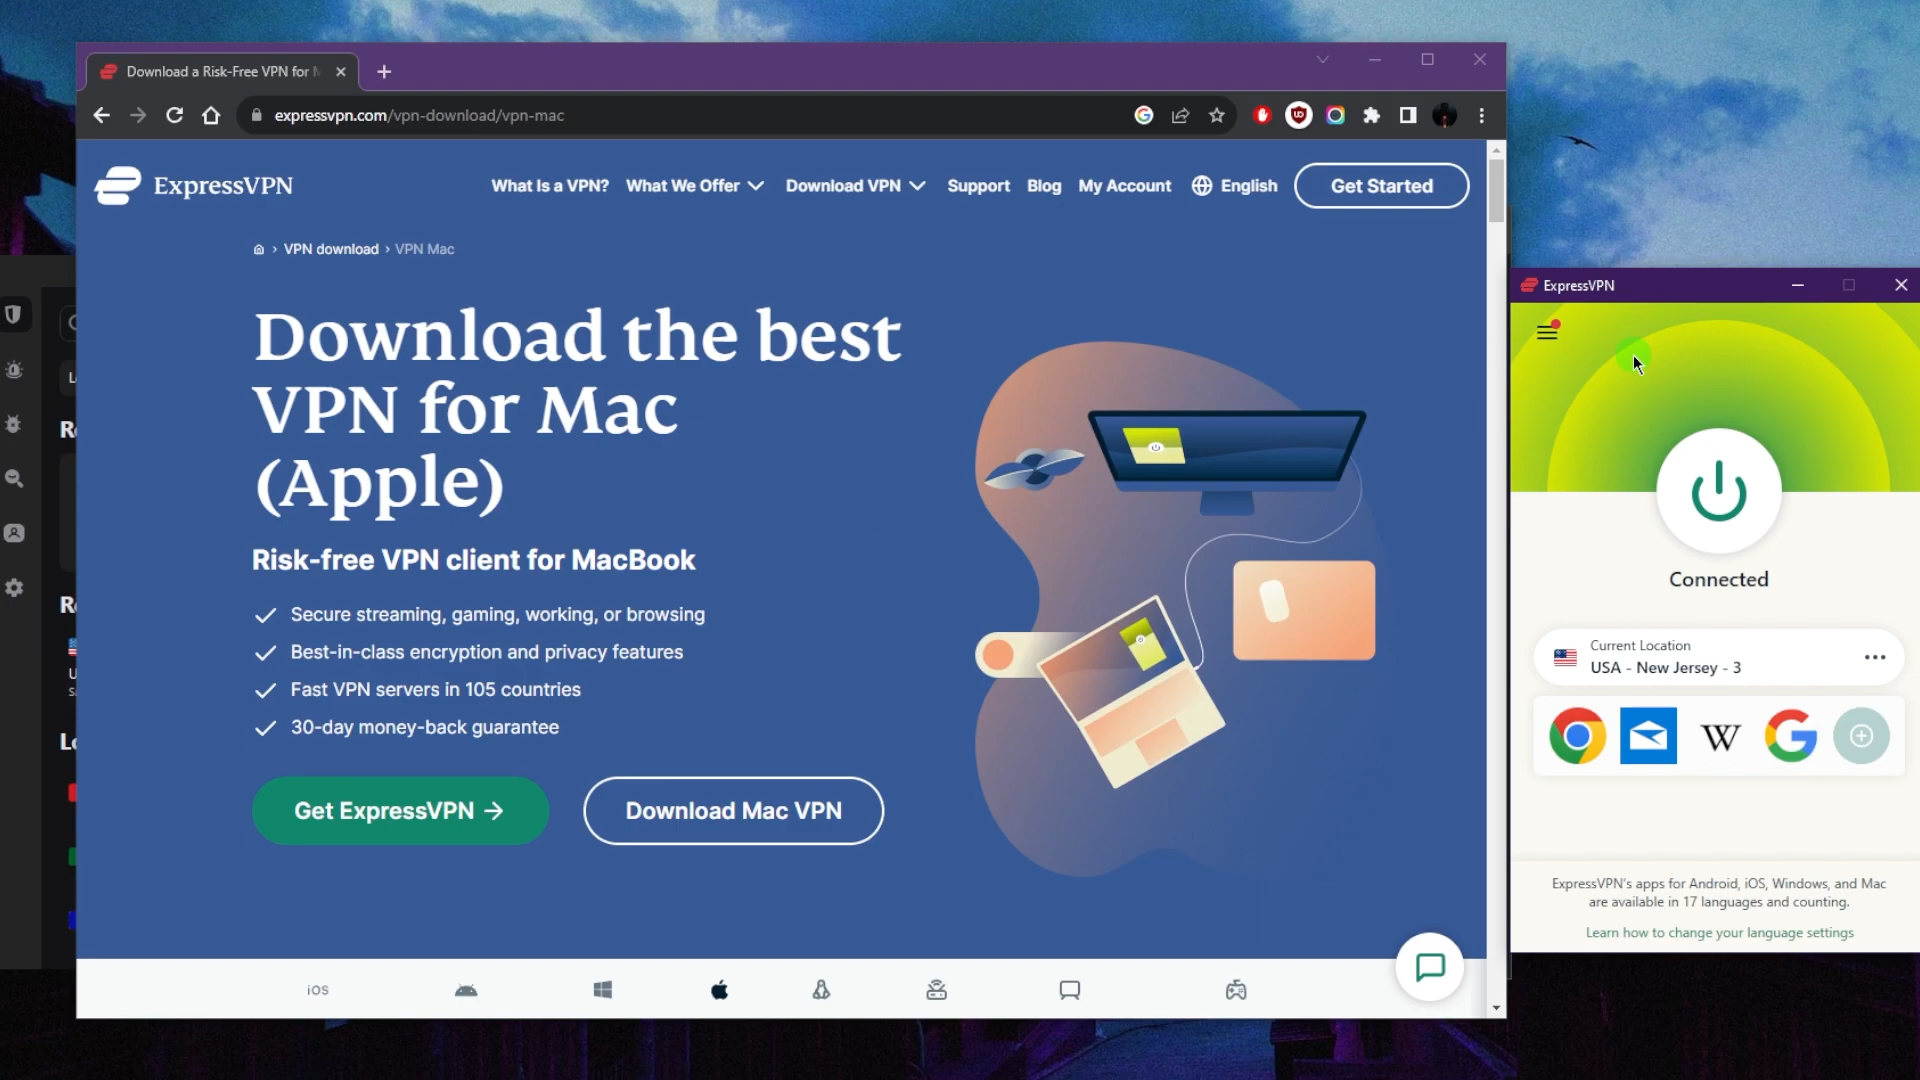 Download a Risk-Free VPN for
expressvpn.com/vpn-download/vpn-mac
ExpressVPN
What Is a VPN?
What We Offer
Download VPN
Support
Blog
My Account
English
Get Started
VPN download › VPN Mac
Download the best
VPN for Mac
(Apple)
Risk-free VPN client for MacBook
Secure streaming, gaming, working, or browsing
Best-in-class encryption and privacy features
Fast VPN servers in 105 countries
30-day money-back guarantee
Get ExpressVPN →
Download Mac VPN
iOS
ExpressVPN
Connected
Current Location
USA - New Jersey - 3
W
G
ExpressVPN's apps for Android, iOS, Windows, and Mac
are available in 17 languages and counting.
Learn how to change your language settings